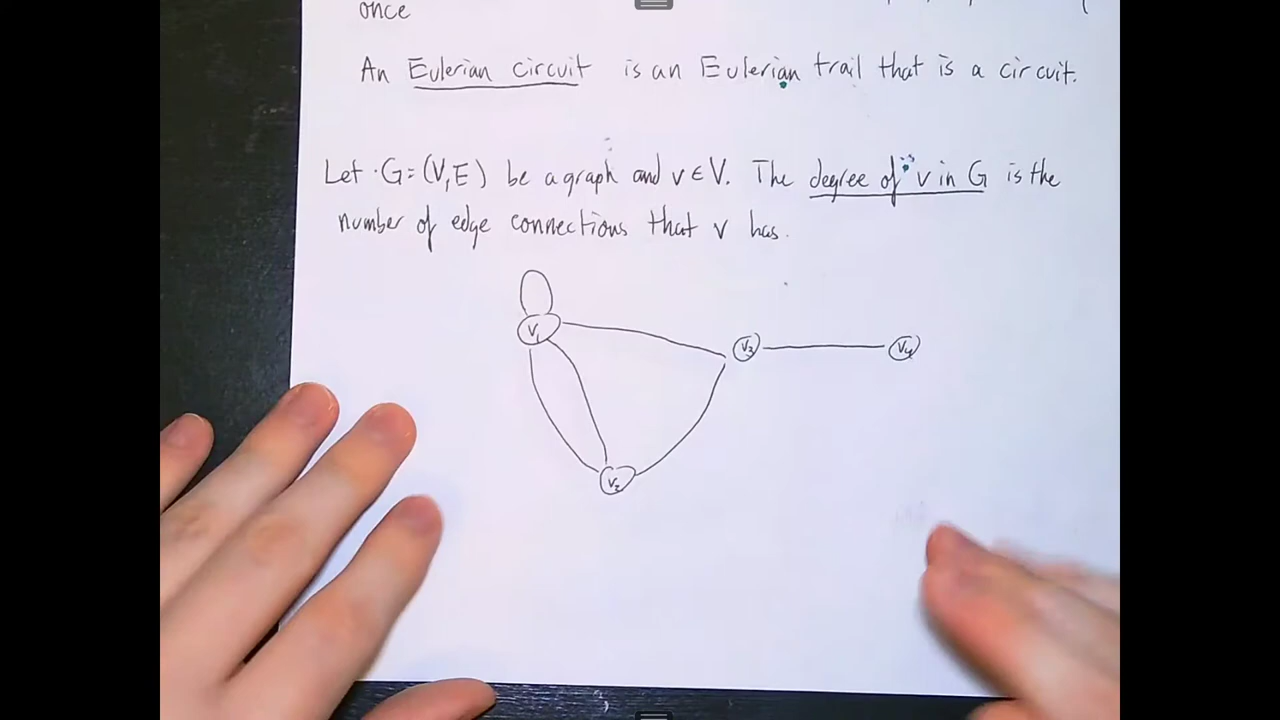 once
An Eulerian circuit is an Eulerian trail that is a circuit.
Let G=(V,E) be a graph and v∈V. The degree of v in G is the
number of edge connections that v has.
V₁
V₃
V₄
V₂